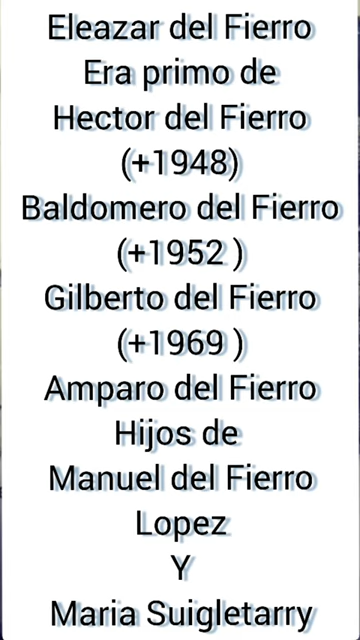 Eleazar del Fierro
Era primo de
Hector del Fierro
(+1948)
Baldomero del Fierro
(+1952 )
Gilberto del Fierro
(+1969 )
Amparo del Fierro
Hijos de
Manuel del Fierro
Lopez
Y
Maria Suigletarry